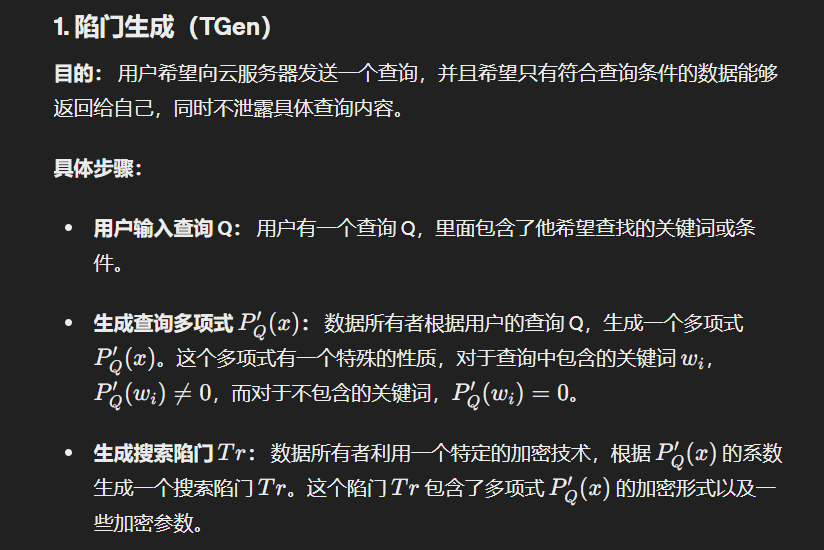 1. 陷门生成（TGen）
目的： 用户希望向云服务器发送一个查询，并且希望只有符合查询条件的数据能够
返回给自己，同时不泄露具体查询内容。
具体步骤：
• 用户输入查询 Q： 用户有一个查询 Q，里面包含了他希望查找的关键词或条
件。
• 生成查询多项式 P′_Q(x)： 数据所有者根据用户的查询 Q，生成一个多项式
P′_Q(x)。这个多项式有一个特殊的性质，对于查询中包含的关键词 w_i，
P′_Q(w_i) ≠ 0，而对于不包含的关键词，P′_Q(w_i) = 0。
• 生成搜索陷门 Tr： 数据所有者利用一个特定的加密技术，根据 P′_Q(x) 的系数
生成一个搜索陷门 Tr。这个陷门 Tr 包含了多项式 P′_Q(x) 的加密形式以及一
些加密参数。